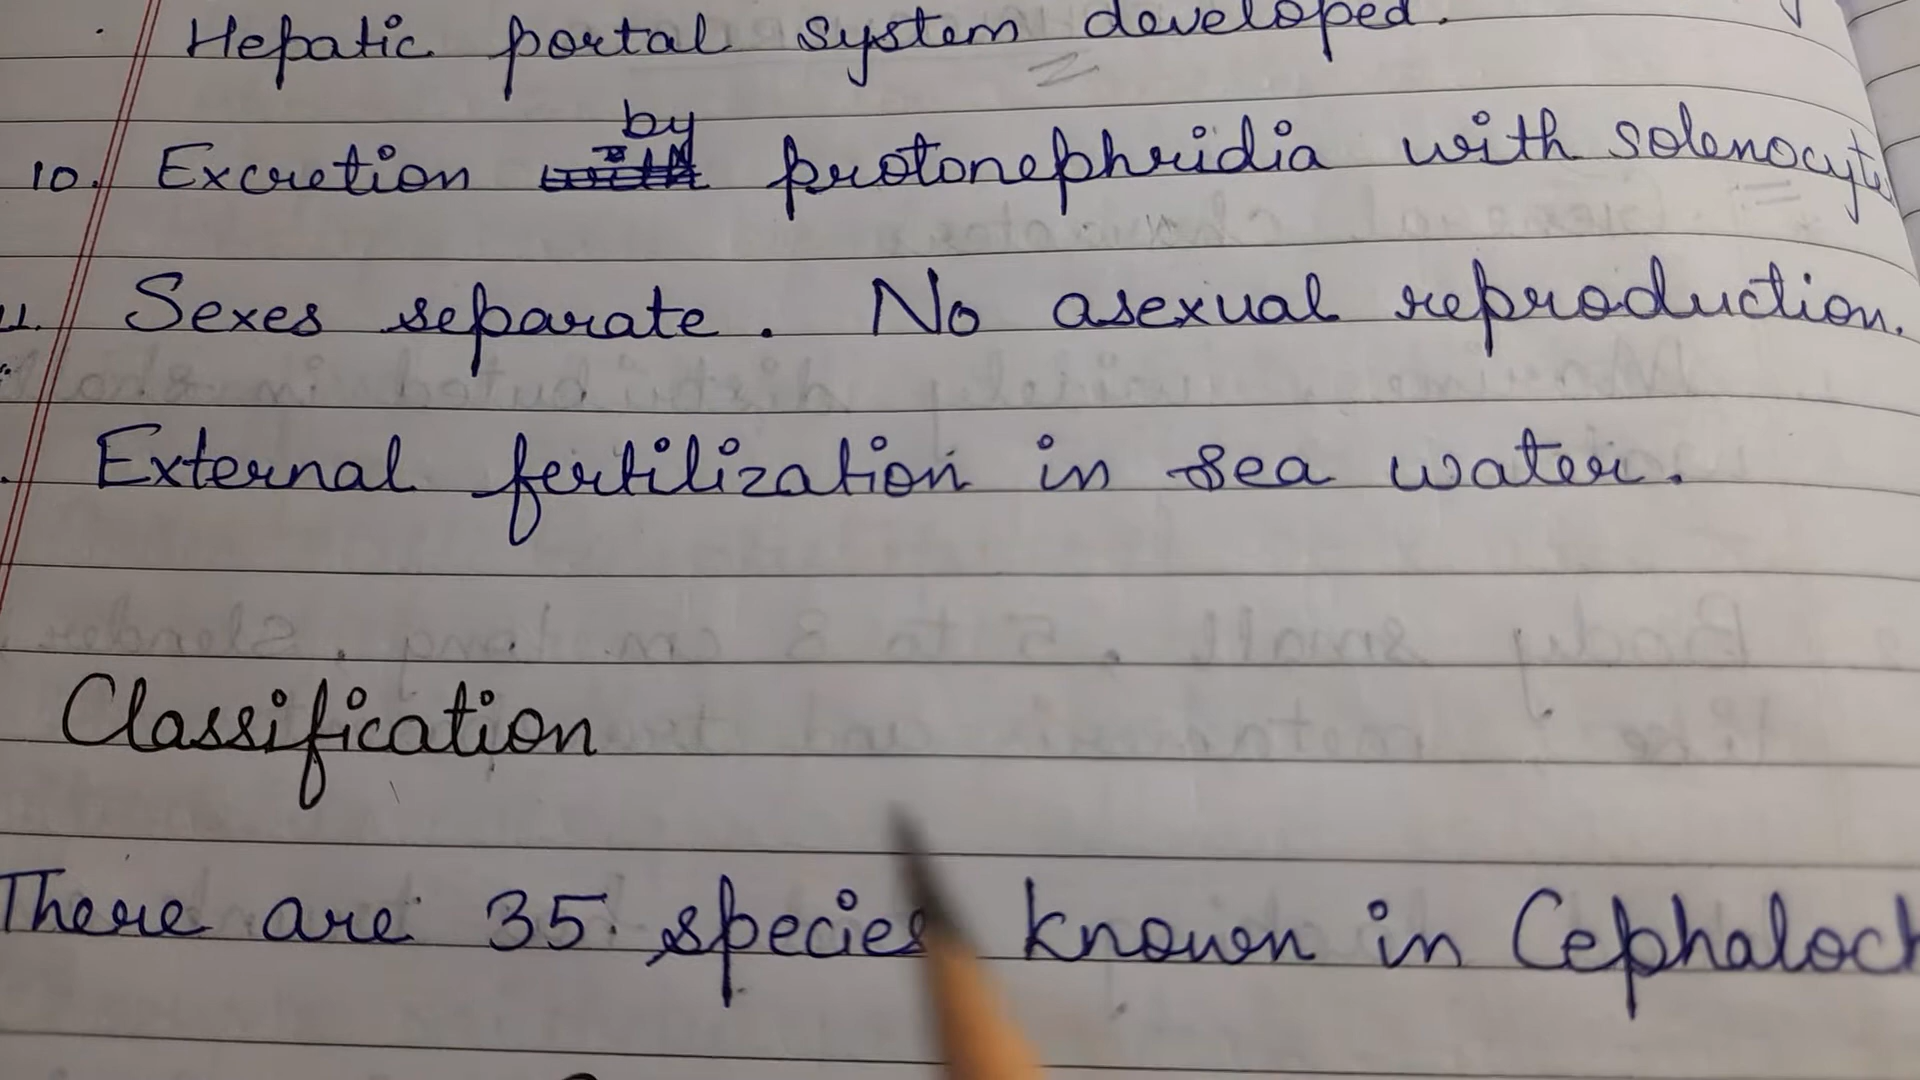 Hepatic portal system developed.
by
10. Excretion protonephridia with solenocyte
11. Sexes separate. No asexual reproduction.
External fertilization in sea water.
Classification
There are 35 species known in Cephaloch